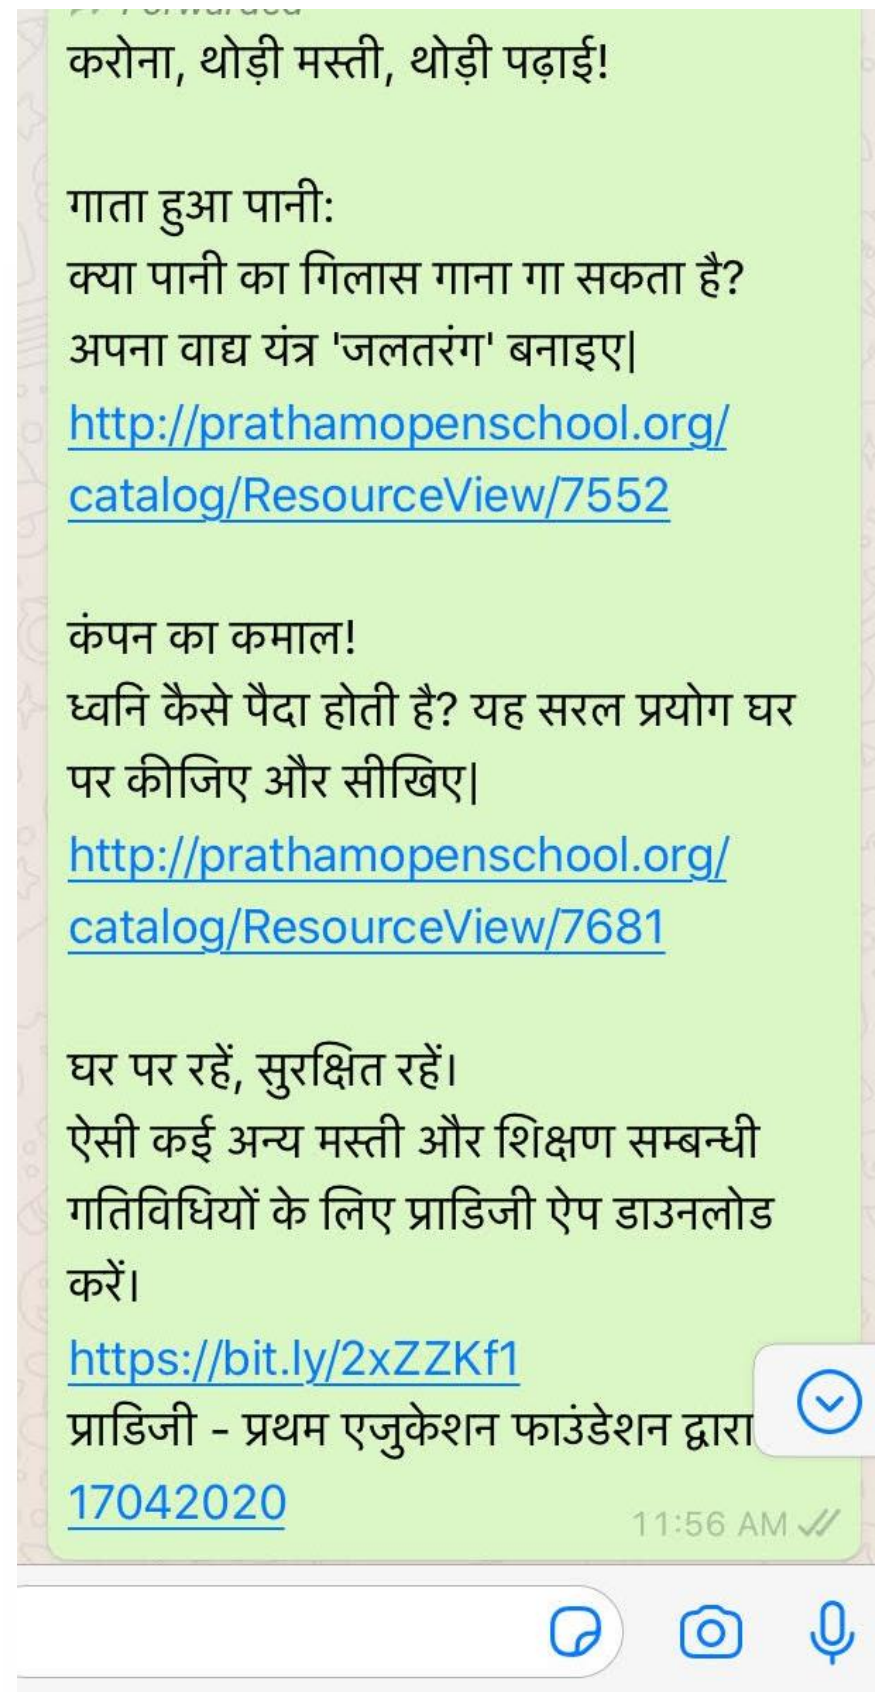 करोना, थोड़ी मस्ती, थोड़ी पढ़ाई!
गाता हुआ पानी:
क्या पानी का गिलास गाना गा सकता है?
अपना वाद्य यंत्र 'जलतरंग' बनाइए|
http://prathamopenschool.org/
catalog/ResourceView/7552
कंपन का कमाल!
ध्वनि कैसे पैदा होती है? यह सरल प्रयोग घर
पर कीजिए और सीखिए|
http://prathamopenschool.org/
catalog/ResourceView/7681
घर पर रहें, सुरक्षित रहें।
ऐसी कई अन्य मस्ती और शिक्षण सम्बन्धी
गतिविधियों के लिए प्राडिजी ऐप डाउनलोड
करें।
https://bit.ly/2xZZKf1
प्राडिजी - प्रथम एजुकेशन फाउंडेशन द्वारा
17042020
11:56 AM